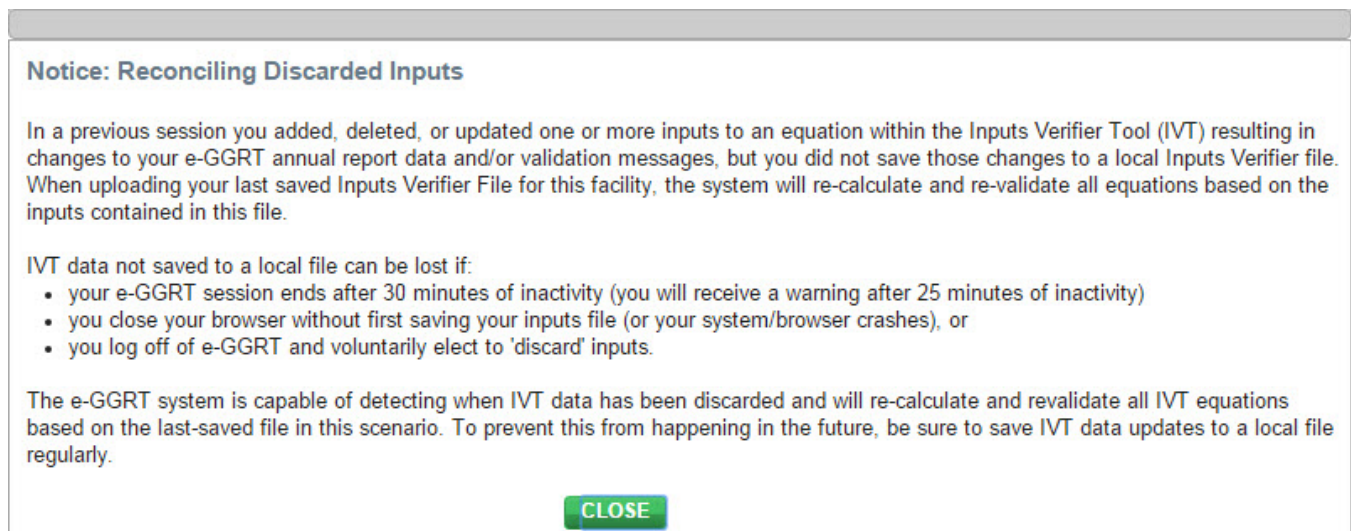 Notice: Reconciling Discarded Inputs
In a previous session you added, deleted, or updated one or more inputs to an equation within the Inputs Verifier Tool (IVT) resulting in
changes to your e-GGRT annual report data and/or validation messages, but you did not save those changes to a local Inputs Verifier file.
When uploading your last saved Inputs Verifier File for this facility, the system will re-calculate and re-validate all equations based on the
inputs contained in this file.
IVT data not saved to a local file can be lost if:
• your e-GGRT session ends after 30 minutes of inactivity (you will receive a warning after 25 minutes of inactivity)
• you close your browser without first saving your inputs file (or your system/browser crashes), or
• you log off of e-GGRT and voluntarily elect to 'discard' inputs.
The e-GGRT system is capable of detecting when IVT data has been discarded and will re-calculate and revalidate all IVT equations
based on the last-saved file in this scenario. To prevent this from happening in the future, be sure to save IVT data updates to a local file
regularly.
CLOSE